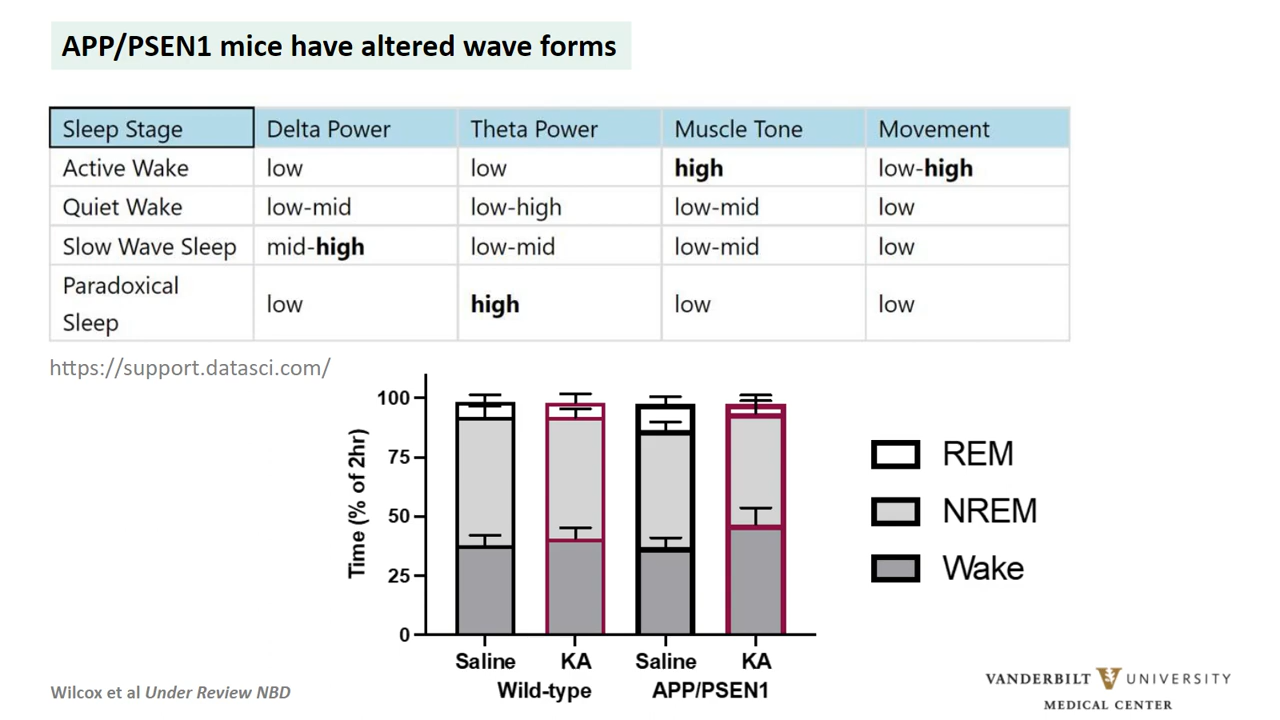 APP/PSEN1 mice have altered wave forms
Sleep Stage Delta Power Theta Power Muscle Tone Movement
Active Wake low low high low-high
Quiet Wake low-mid low-high low-mid low
Slow Wave Sleep mid-high low-mid low-mid low
Paradoxical
Sleep low high low low
https://support.datasci.com/
Time (% of 2hr)
100
75
50
25
0
Saline KA Saline KA
Wild-type APP/PSEN1
REM
NREM
Wake
Wilcox et al Under Review NBD
VANDERBILT V UNIVERSITY
MEDICAL CENTER